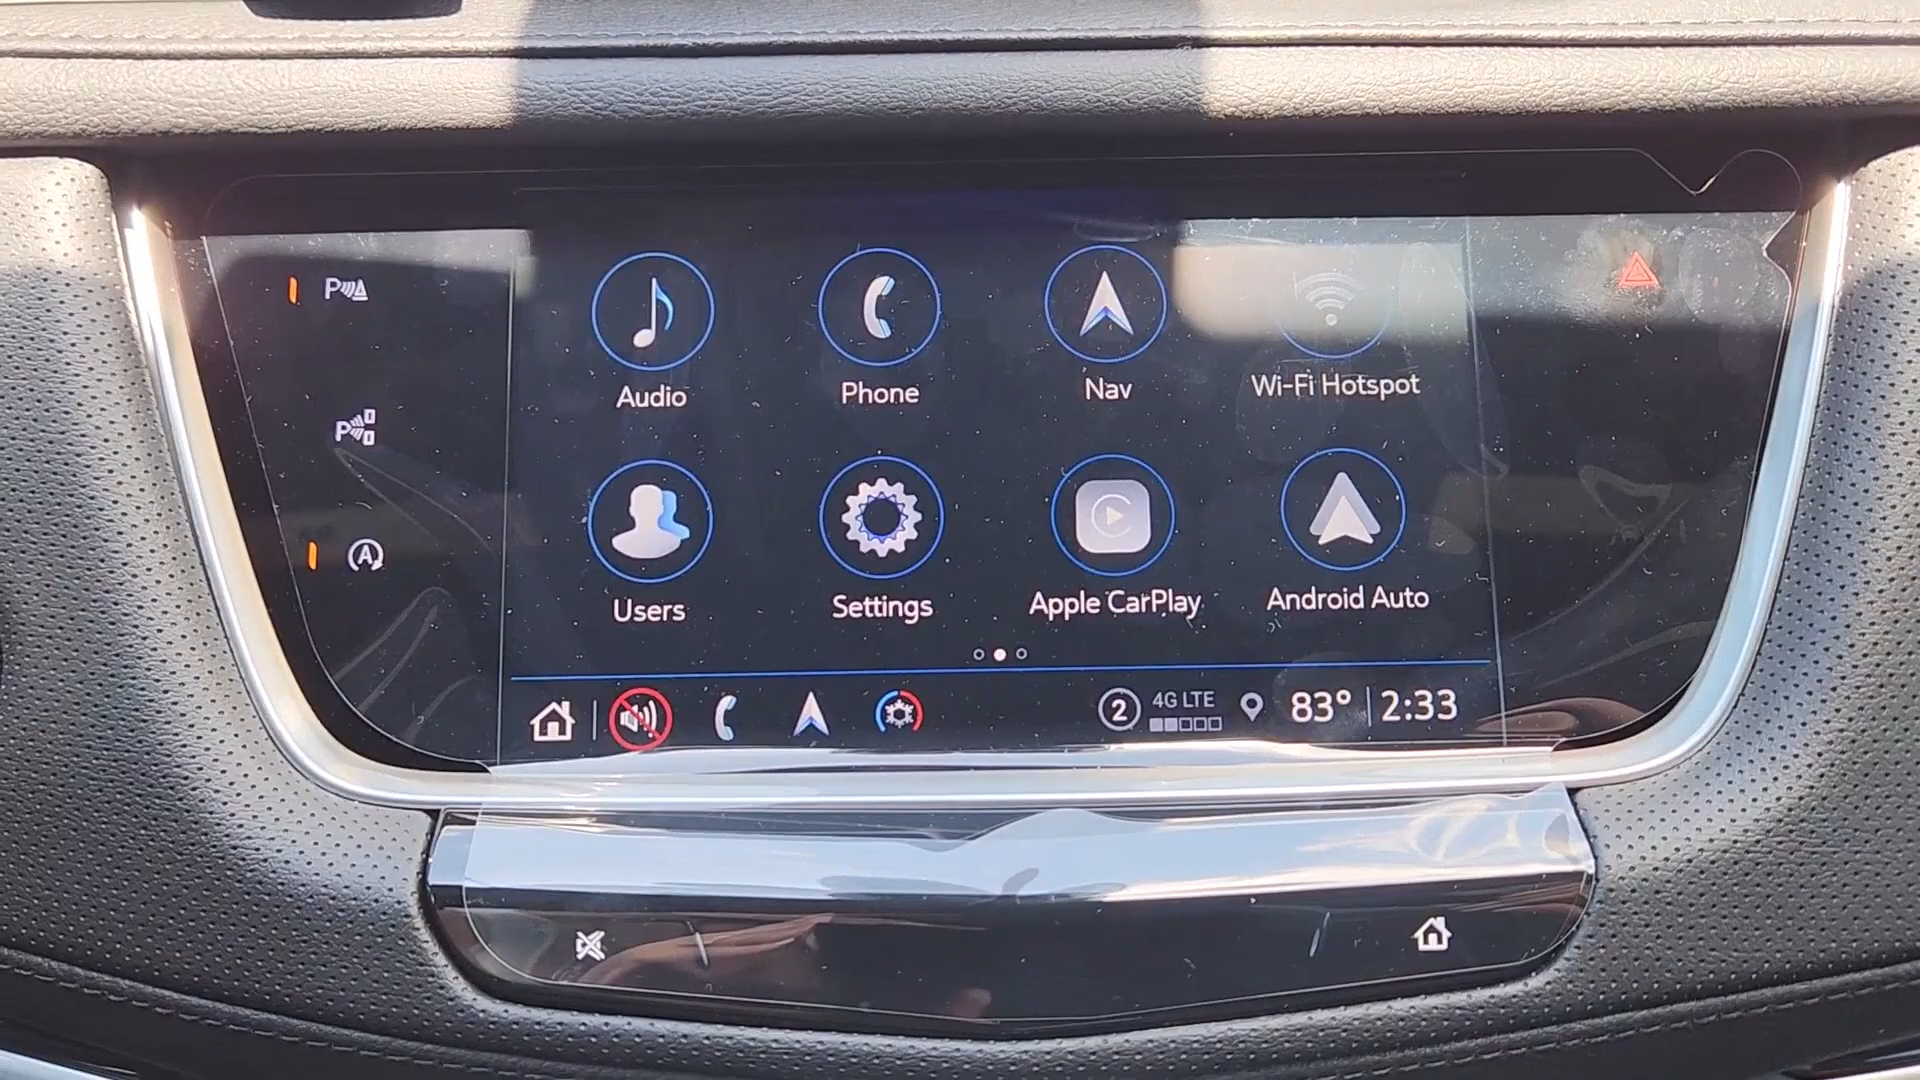 P
Audio
Phone
Nav
Wi-Fi Hotspot
P
A
Users
Settings
Apple CarPlay
Android Auto
2
4G LTE
83°
2:33